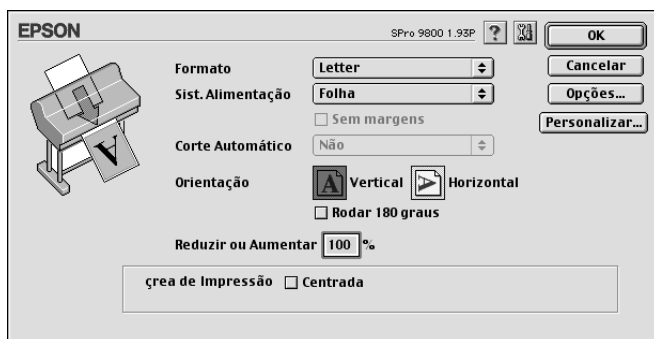 EPSON
SPro 9800 1.93P ?
OK
Formato Letter
Cancelar
Sist. Alimentação Folha
Opções...
Sem margens
Personalizar...
Corte Automático Não
Orientação A Vertical A Horizontal
Rodar 180 graus
Reduzir ou Aumentar 100 %
çrea de Impressão Centrada
A